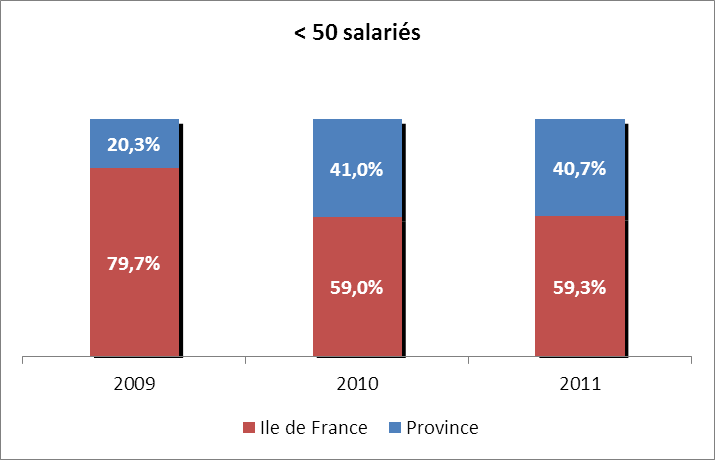 < 50 salariés
20,3% 41,0% 40,7%
79,7% 59,0% 59,3%
2009 2010 2011
Ile de France Province